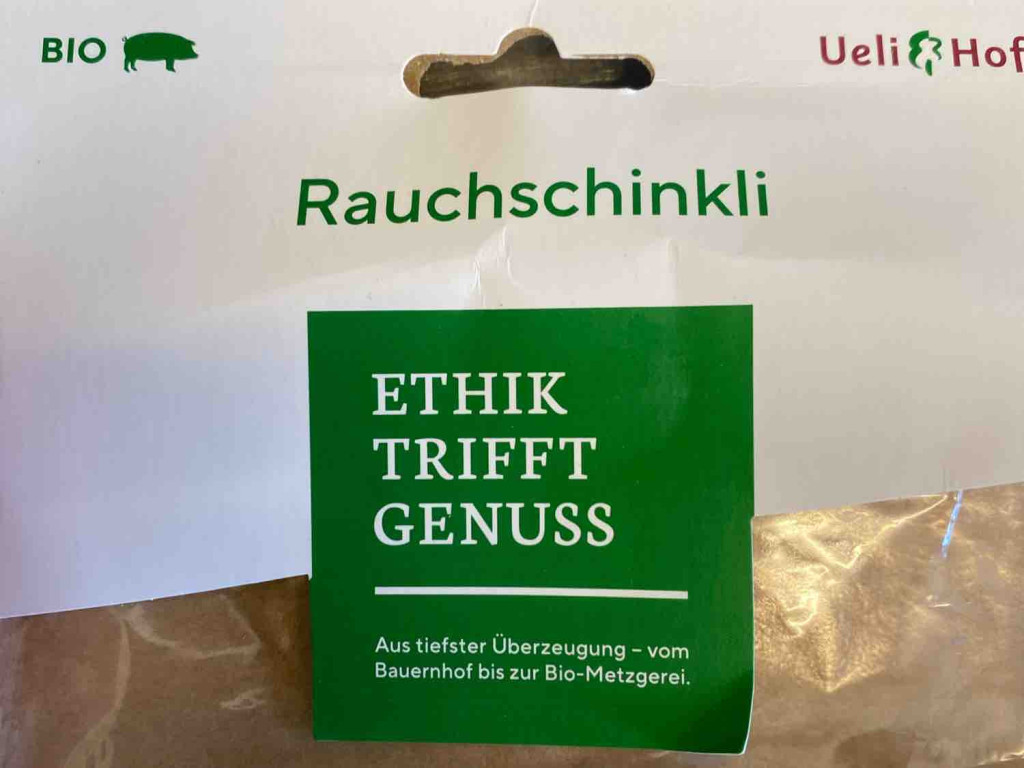 BIO
Ueli Hof
Rauchschinkli
ETHIK
TRIFFT
GENUSS
Aus tiefster Überzeugung – vom
Bauernhof bis zur Bio-Metzgerei.